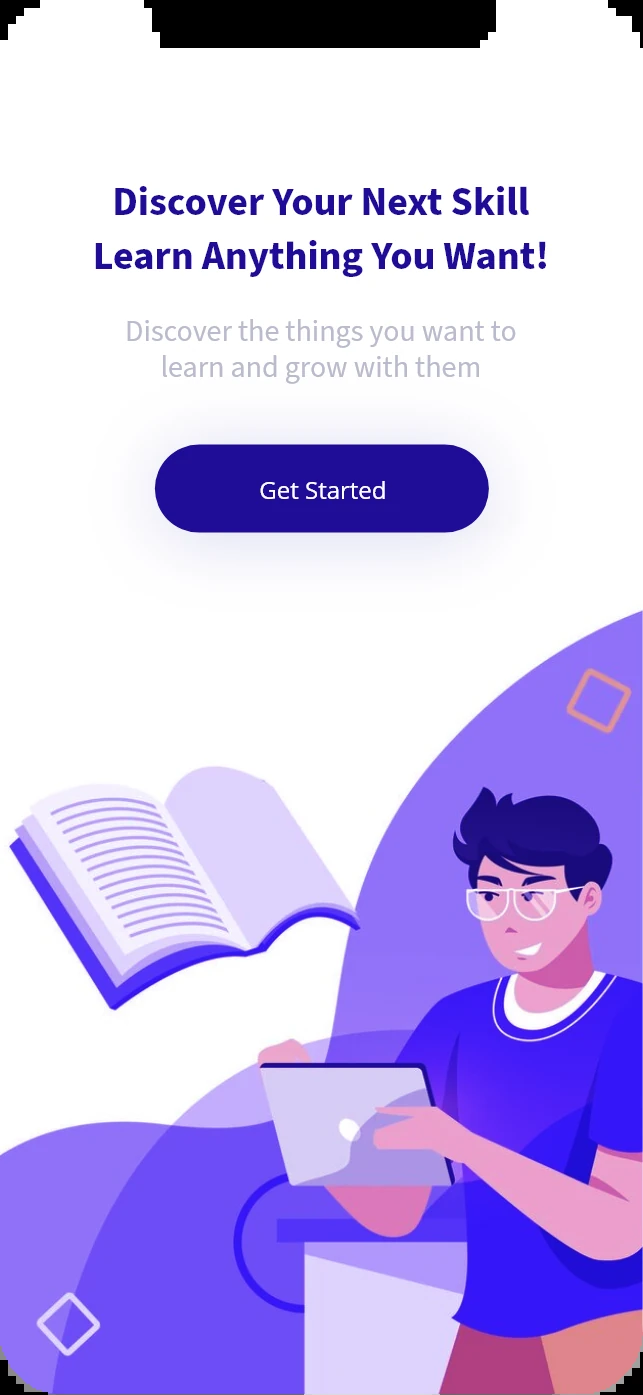 Discover Your Next Skill
Learn Anything You Want!
Discover the things you want to
learn and grow with them
Get Started